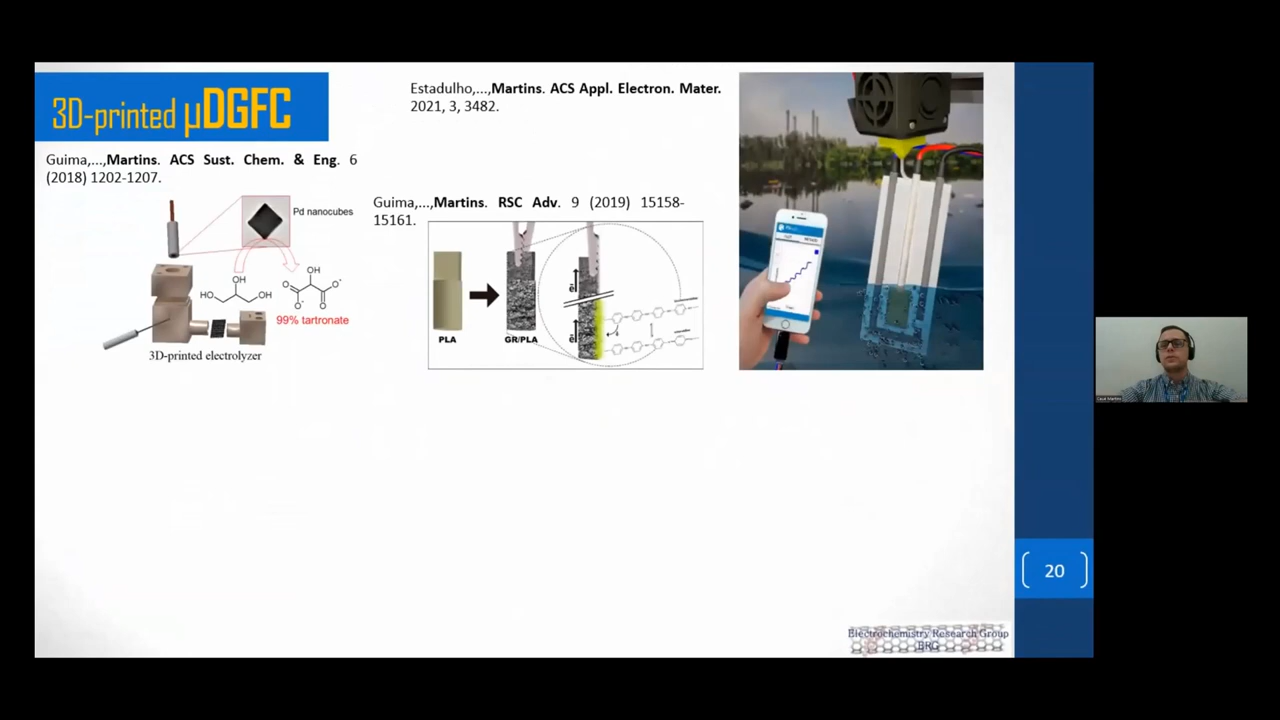 3D-printed μDGFC
Guima,...,Martins. ACS Sust. Chem. & Eng. 6
(2018) 1202-1207.
Pd nanocubes
OH
HO
OH
OH
O
O⁻
O⁻
O
99% tartronate
3D-printed electrolyzer
Estadulho,...,Martins. ACS Appl. Electron. Mater.
2021, 3, 3482.
Guima,...,Martins. RSC Adv. 9 (2019) 15158-
15161.
PLA
GR/PLA
ē
ē
20
Electrochemistry Research Group
ERG